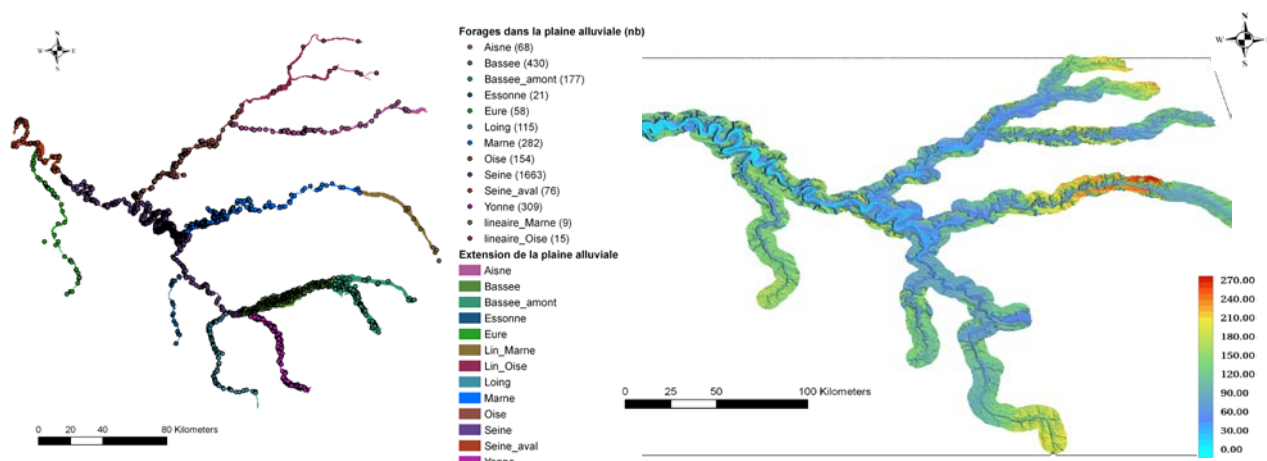 N
W E
S
Forages dans la plaine alluviale (nb)
Aisne (68)
Bassee (430)
Bassee_amont (177)
Essonne (21)
Eure (58)
Loing (115)
Marne (282)
Oise (154)
Seine (1663)
Seine_aval (76)
Yonne (309)
lineaire_Marne (9)
lineaire_Oise (15)
Extension de la plaine alluviale
Aisne
Bassee
Bassee_amont
Essonne
Eure
Lin_Marne
Lin_Oise
Loing
Marne
Oise
Seine
Seine_aval
Yonne
0 20 40 80 Kilometers
N
W
S
270.00
240.00
210.00
180.00
150.00
120.00
90.00
60.00
30.00
0.00
0 25 50 100 Kilometers